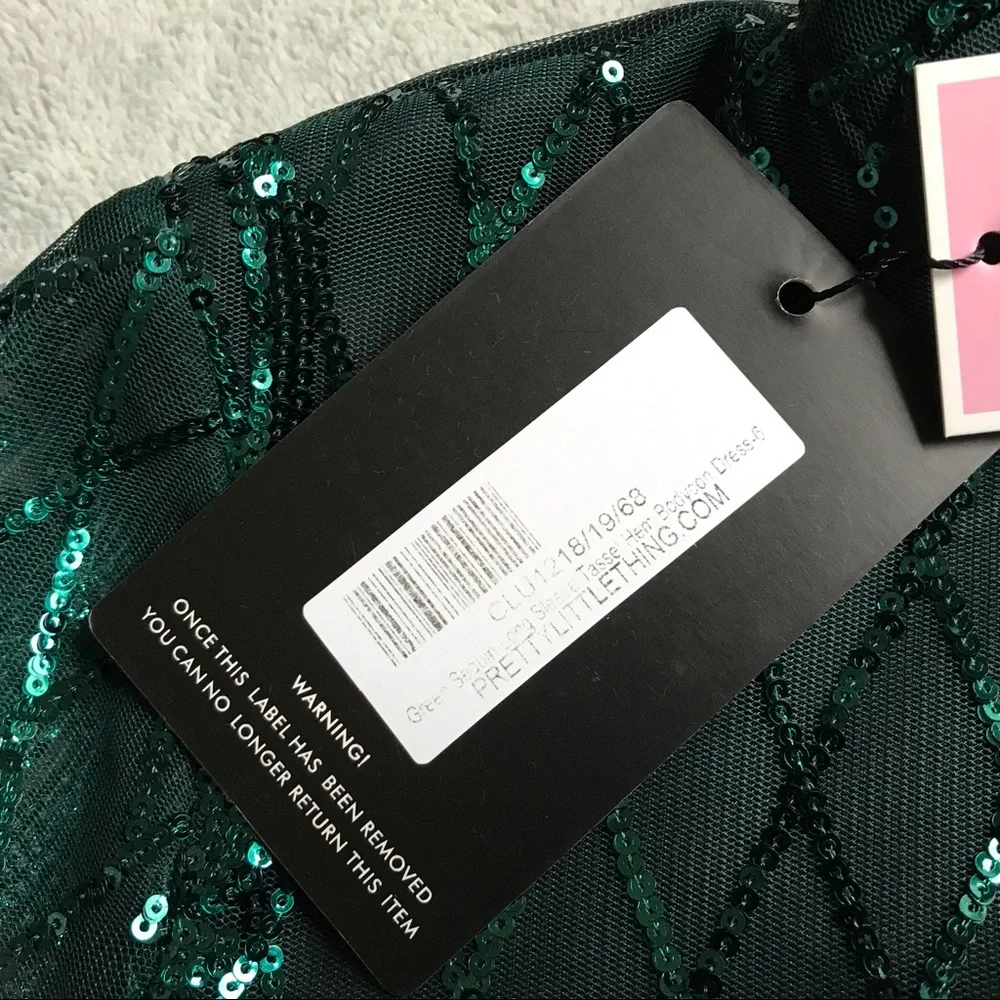 CLU1218/19/68
Green Sequin Long Sleeve Tassel Hem Bodycon Dress-6
PRETTYLITTLETHING.COM
WARNING!
ONCE THIS LABEL HAS BEEN REMOVED
YOU CAN NO LONGER RETURN THIS ITEM